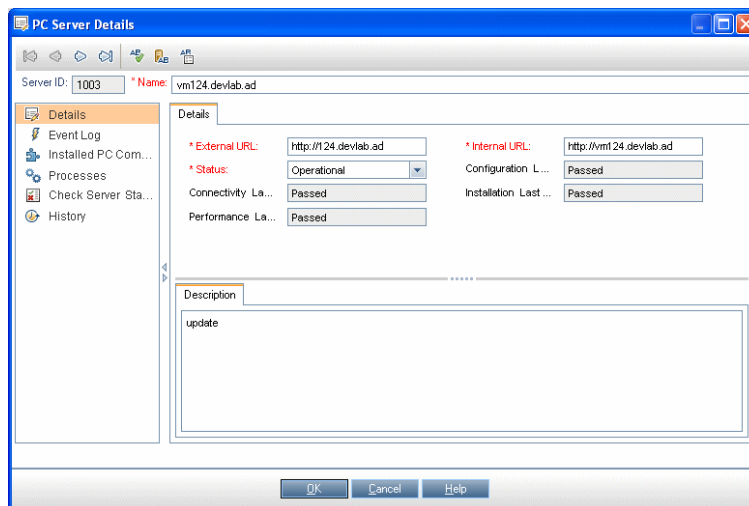 PC Server Details
Server ID: 1003 * Name: vm124.devlab.ad
Details
Event Log
Installed PC Com...
Processes
Check Server Sta...
History
Details
* External URL: http://124.devlab.ad * Internal URL: http://vm124.devlab.ad
* Status: Operational Configuration L... Passed
Connectivity La... Passed Installation Last ... Passed
Performance La... Passed
Description
update
OK Cancel Help